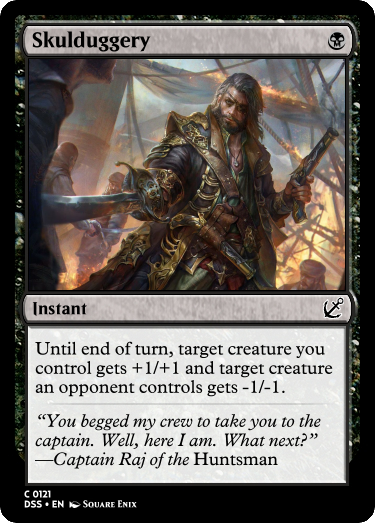 Skulduggery
Instant
Until end of turn, target creature you
control gets +1/+1 and target creature
an opponent controls gets -1/-1.
“You begged my crew to take you to the
captain. Well, here I am. What next?”
—Captain Raj of the Huntsman
C 0121
DSS • EN Square Enix